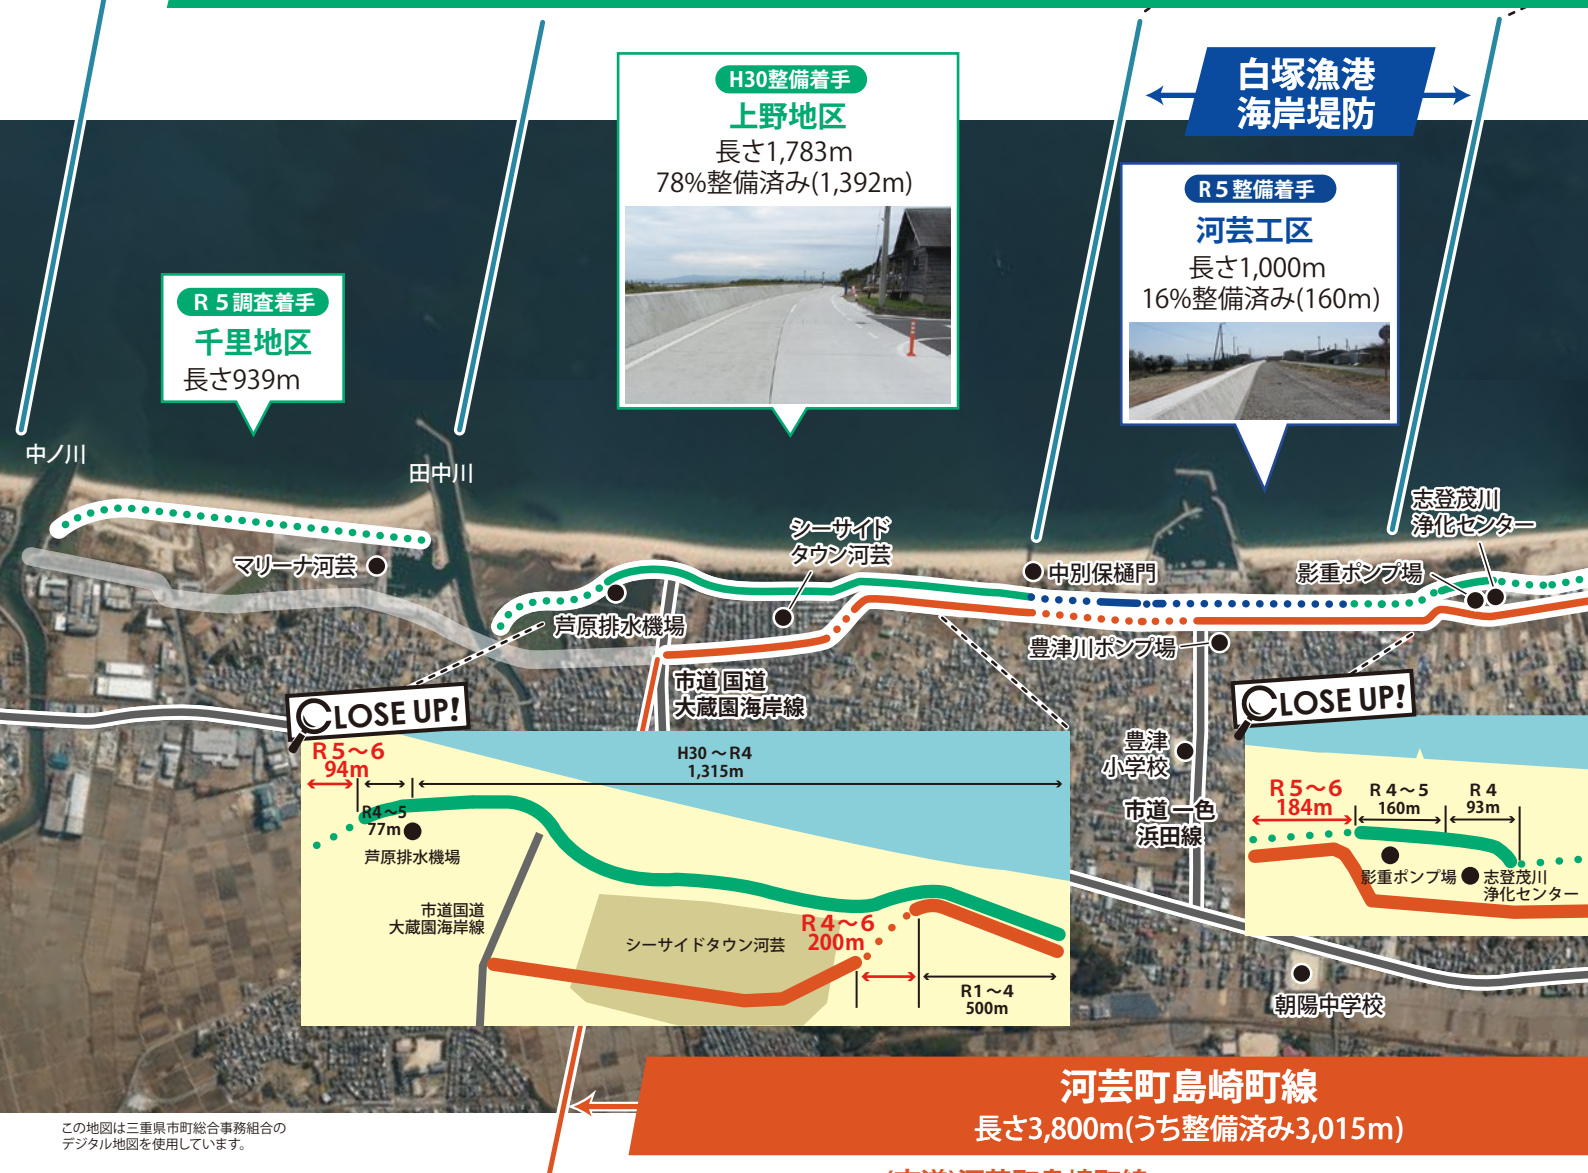 白塚漁港
海岸堤防
H30整備着手
上野地区
長さ1,783m
78%整備済み(1,392m)
R５整備着手
河芸工区
長さ1,000m
16%整備済み(160m)
R５調査着手
千里地区
長さ939m
中ノ川
田中川
マリーナ河芸
芦原排水機場
シーサイド
タウン河芸
中別保樋門
志登茂川
浄化センター
影重ポンプ場
豊津川ポンプ場
市道 国道
大蔵園海岸線
豊津
小学校
市道 一色
浜田線
朝陽中学校
CLOSE UP!
R５～６
94m
R4～5
77m
H30～R4
1,315m
芦原排水機場
市道国道
大蔵園海岸線
シーサイドタウン河芸
R４～６
200m
R１～４
500m
CLOSE UP!
R５～６
184m
R４～５
160m
R４
93m
影重ポンプ場
志登茂川
浄化センター
河芸町島崎町線
長さ3,800m(うち整備済み3,015m)
この地図は三重県市町総合事務組合の
デジタル地図を使用しています。